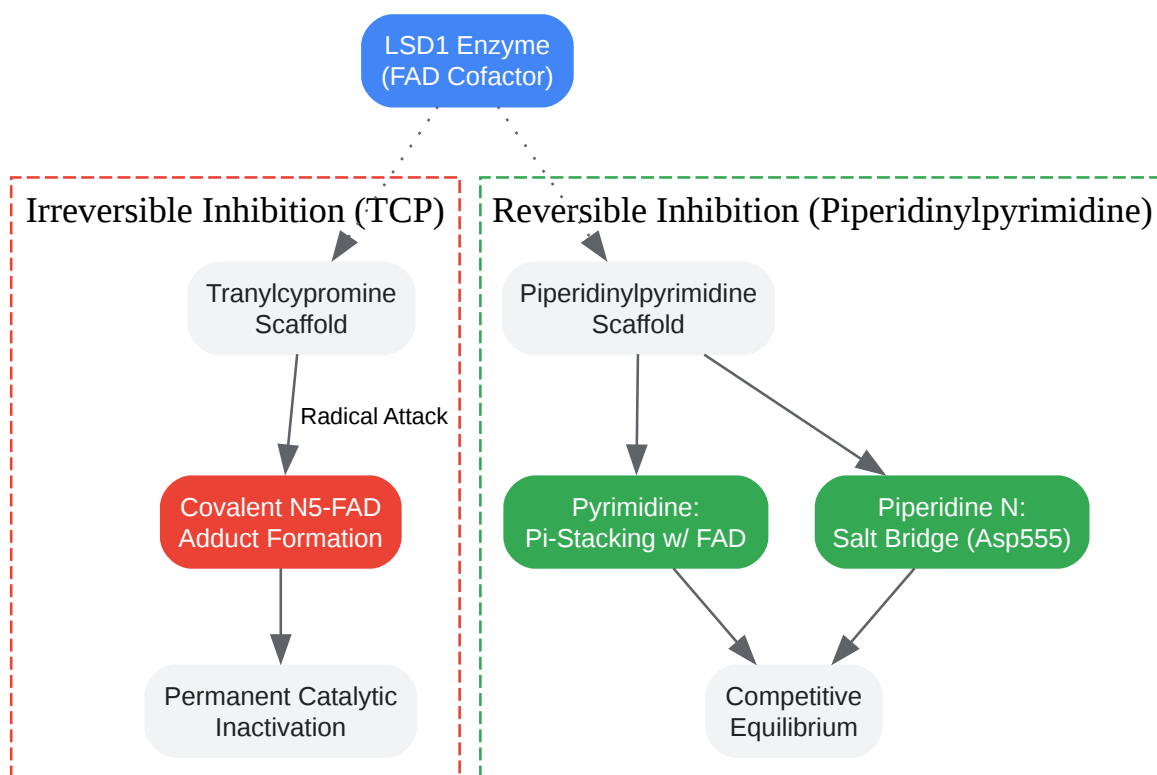 LSD1 Enzyme
(FAD Cofactor)
Irreversible Inhibition (TCP)
Reversible Inhibition (Piperidinylpyrimidine)
Tranylcypromine
Scaffold
Piperidinylpyrimidine
Scaffold
Radical Attack
Covalent N5-FAD
Adduct Formation
Pyrimidine:
Pi-Stacking w/ FAD
Piperidine N:
Salt Bridge (Asp555)
Permanent Catalytic
Inactivation
Competitive
Equilibrium